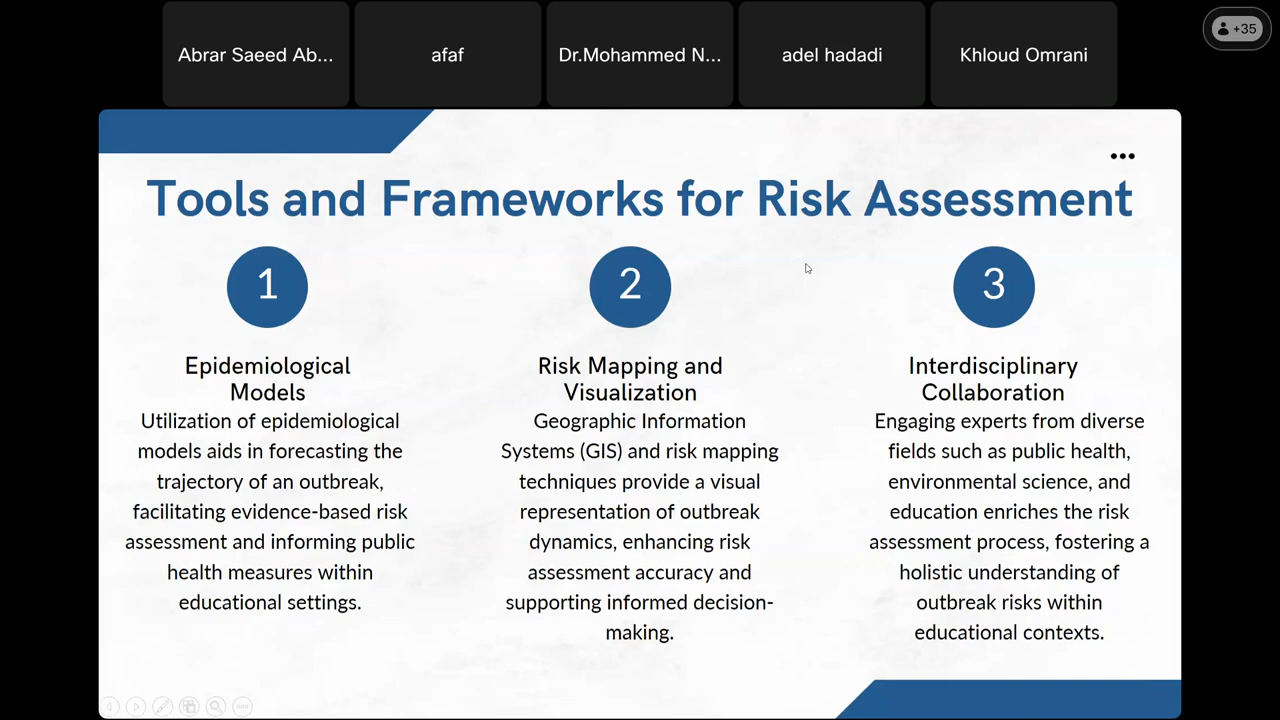 Abrar Saeed Ab...
afaf
Dr.Mohammed N...
adel hadadi
Khloud Omrani
+35
Tools and Frameworks for Risk Assessment
1
Epidemiological
Models
Utilization of epidemiological
models aids in forecasting the
trajectory of an outbreak,
facilitating evidence-based risk
assessment and informing public
health measures within
educational settings.
2
Risk Mapping and
Visualization
Geographic Information
Systems (GIS) and risk mapping
techniques provide a visual
representation of outbreak
dynamics, enhancing risk
assessment accuracy and
supporting informed decision-
making.
3
Interdisciplinary
Collaboration
Engaging experts from diverse
fields such as public health,
environmental science, and
education enriches the risk
assessment process, fostering a
holistic understanding of
outbreak risks within
educational contexts.